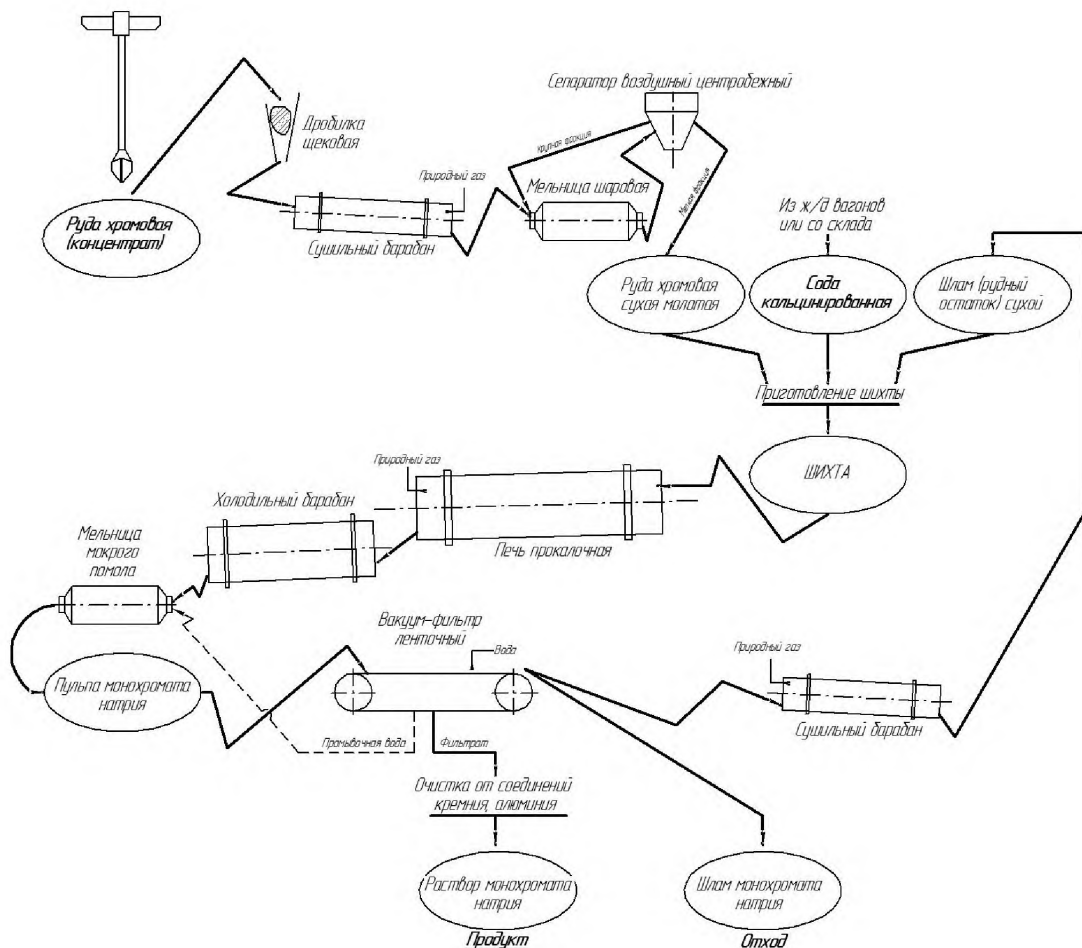 Сепаратор воздушный центробежный
Дробилка
щековая
Крупная фракция
Мелкая фракция
Природный газ
Мельница шаровая
Руда хромовая
(концентрат)
Сушильный барабан
Из ж/д вагонов
или со склада
Руда хромовая
сухая молотая
Сода
кальцинированная
Шлам (рудный
остаток) сухой
Приготовление шихты
ШИХТА
Природный газ
Холодильный барабан
Печь прокалочная
Мельница
мокрого
помола
Вакуум-фильтр
ленточный
Вода
Природный газ
Пульпа монохромата
натрия
Сушильный барабан
Промывочная вода
Фильтрат
Очистка от соединений
кремния, алюминия
Раствор монохромата
натрия
Продукт
Шлам монохромата
натрия
Отход